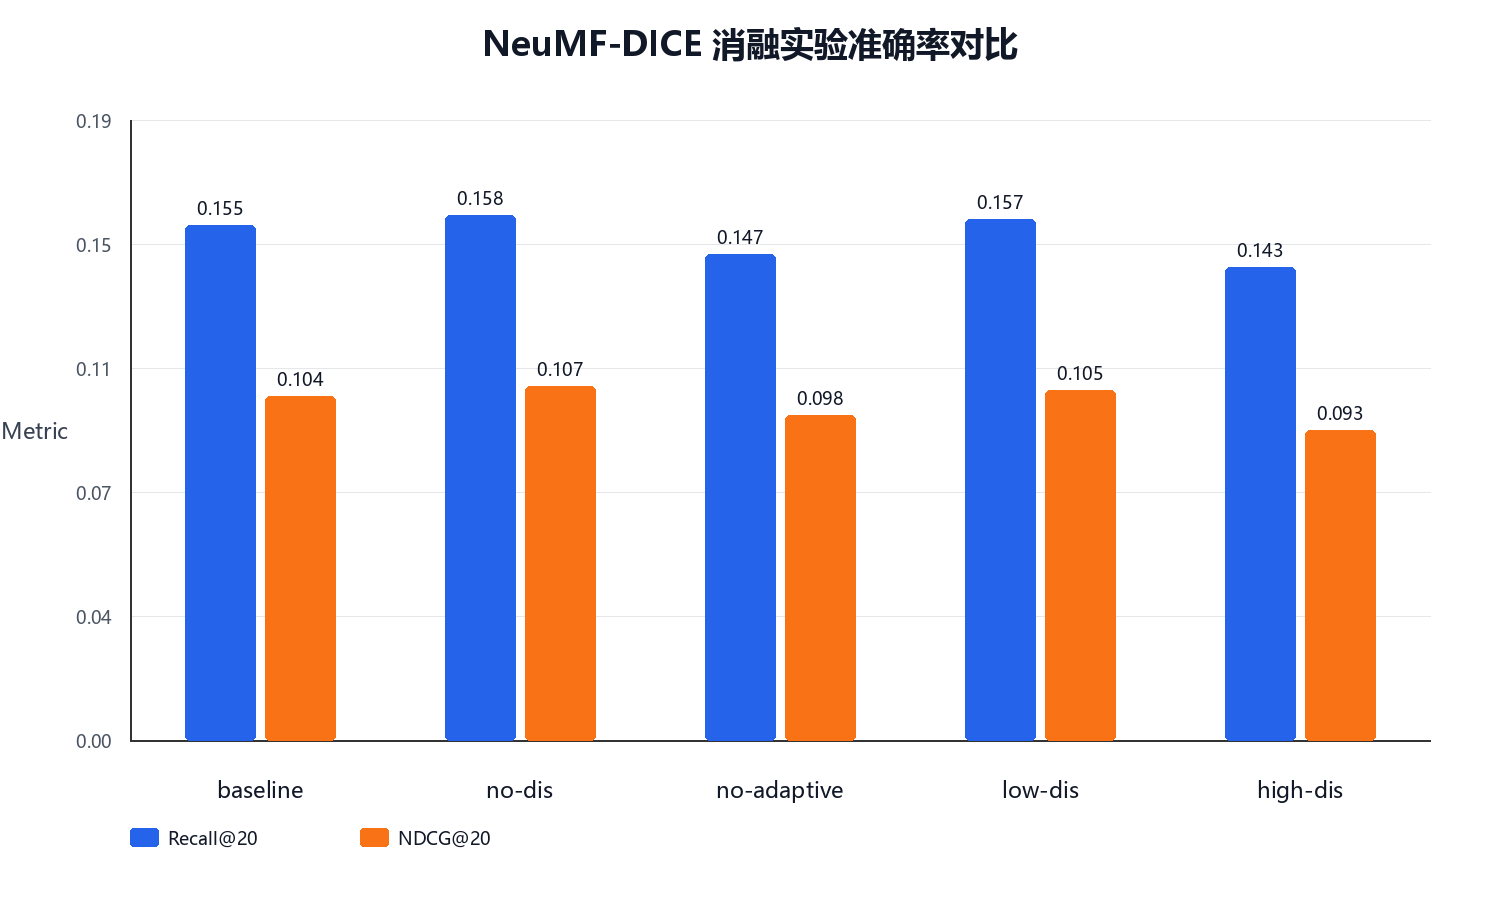 NeuMF-DICE 消融实验准确率对比
0.19
0.15
0.11
0.07
0.04
0.00
Metric
0.155
0.104
0.158
0.107
0.147
0.098
0.157
0.105
0.143
0.093
baseline
no-dis
no-adaptive
low-dis
high-dis
Recall@20
NDCG@20